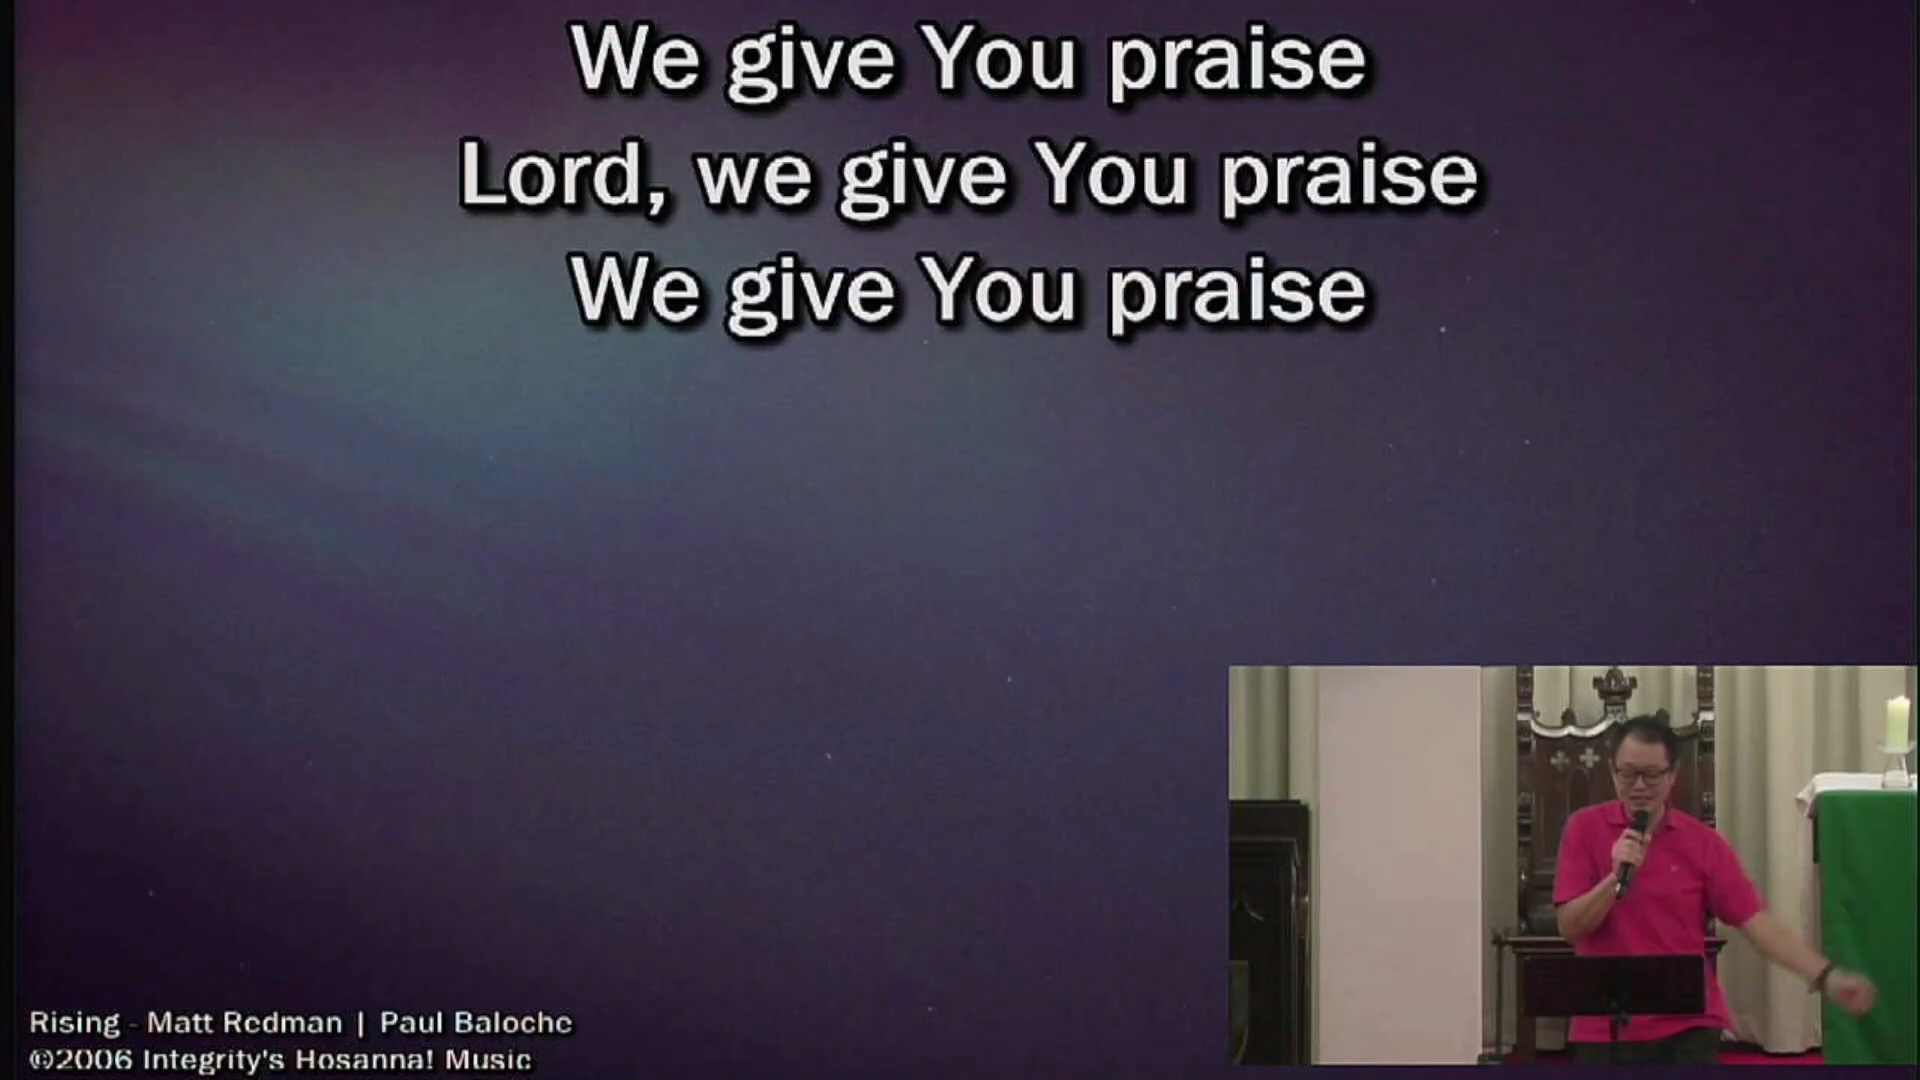 We give You praise
Lord, we give You praise
We give You praise
Rising - Matt Redman | Paul Baloche
©2006 Integrity's Hosanna! Music